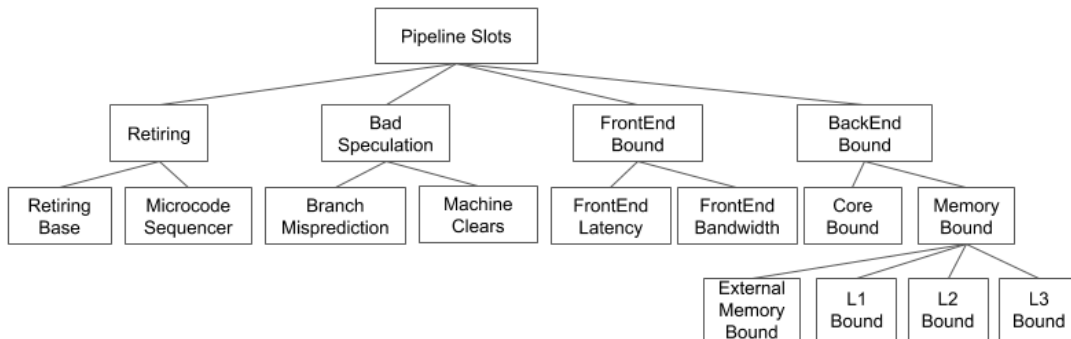 Pipeline Slots
Retiring
Bad
Speculation
FrontEnd
Bound
BackEnd
Bound
Retiring
Base
Microcode
Sequencer
Branch
Misprediction
Machine
Clears
FrontEnd
Latency
FrontEnd
Bandwidth
Core
Bound
Memory
Bound
External
Memory
Bound
L1
Bound
L2
Bound
L3
Bound